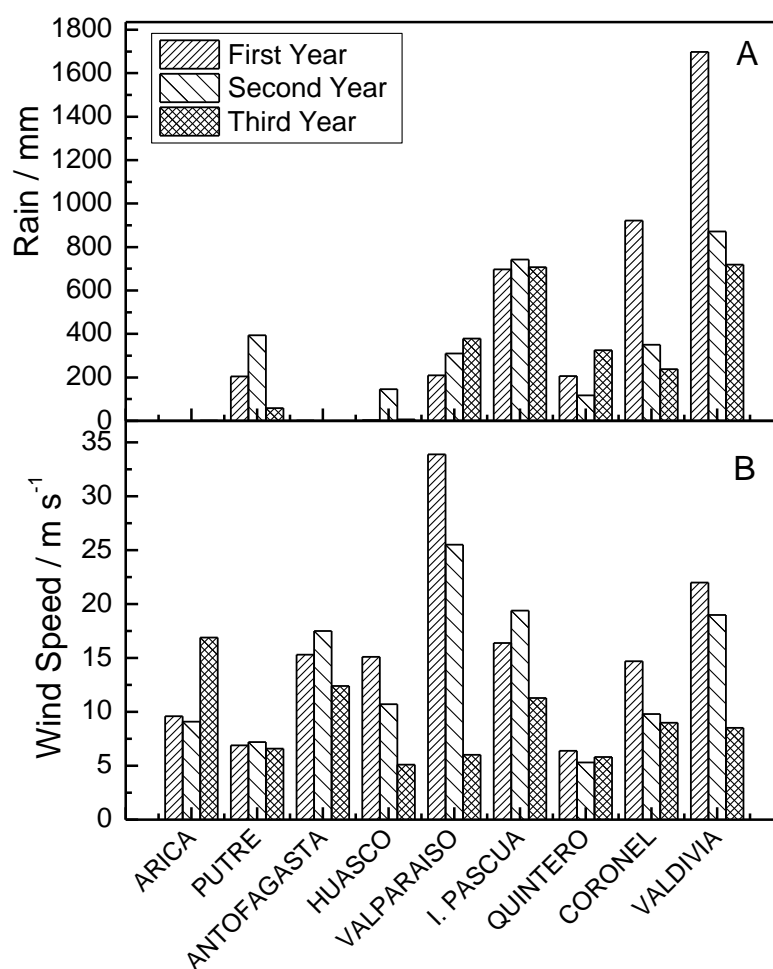 1800
1600
1400
1200
1000
800
600
400
200
0
Rain / mm
First Year
Second Year
Third Year
A
35
30
25
20
15
10
5
0
Wind Speed / m s⁻¹
B
ARICA
PUTRE
ANTOFAGASTA
HUASCO
VALPARAISO
I. PASCUA
QUINTERO
CORONEL
VALDIVIA